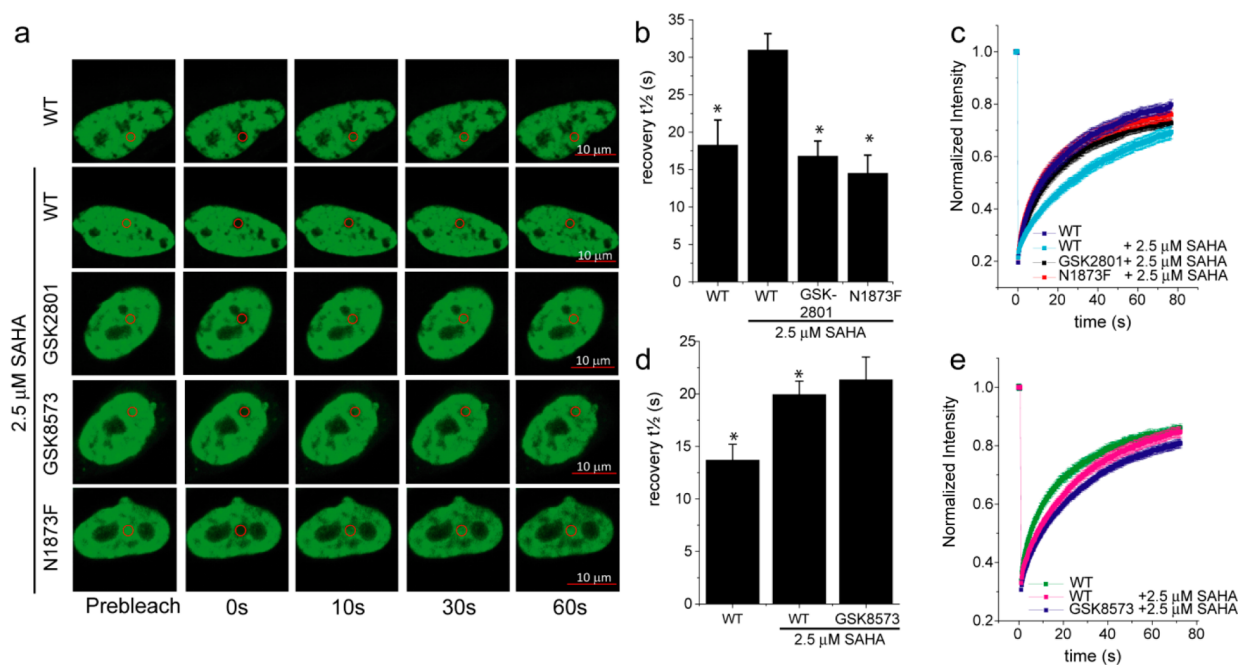 a
WT
10 μm
WT
10 μm
GSK2801
10 μm
GSK8573
10 μm
N1873F
10 μm
2.5 μM SAHA
Prebleach 0s 10s 30s 60s
b
recovery t½ (s)
35
30
25
20
15
10
5
0
*
*
*
WT WT GSK-2801 N1873F
2.5 μM SAHA
c
Normalized Intensity
1.0
0.8
0.6
0.4
0.2
WT
WT + 2.5 μM SAHA
GSK2801+ 2.5 μM SAHA
N1873F + 2.5 μM SAHA
0 20 40 60 80
time (s)
d
recovery t½ (s)
25
20
15
10
5
0
*
*
WT WT GSK8573
2.5 μM SAHA
e
Normalized Intensity
1.0
0.8
0.6
0.4
0.2
WT
WT +2.5 μM SAHA
GSK8573 +2.5 μM SAHA
0 20 40 60 80
time (s)